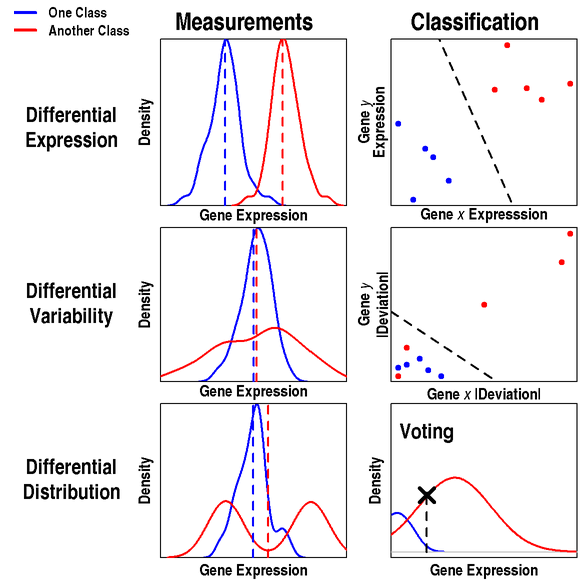 One Class
Another Class
Measurements
Classification
Differential
Expression
Density
Gene Expression
Gene y
Expression
Gene x Expresssion
Differential
Variability
Density
Gene Expression
Gene y
|Deviation|
Gene x |Deviation|
Differential
Distribution
Density
Gene Expression
Voting
Density
Gene Expression